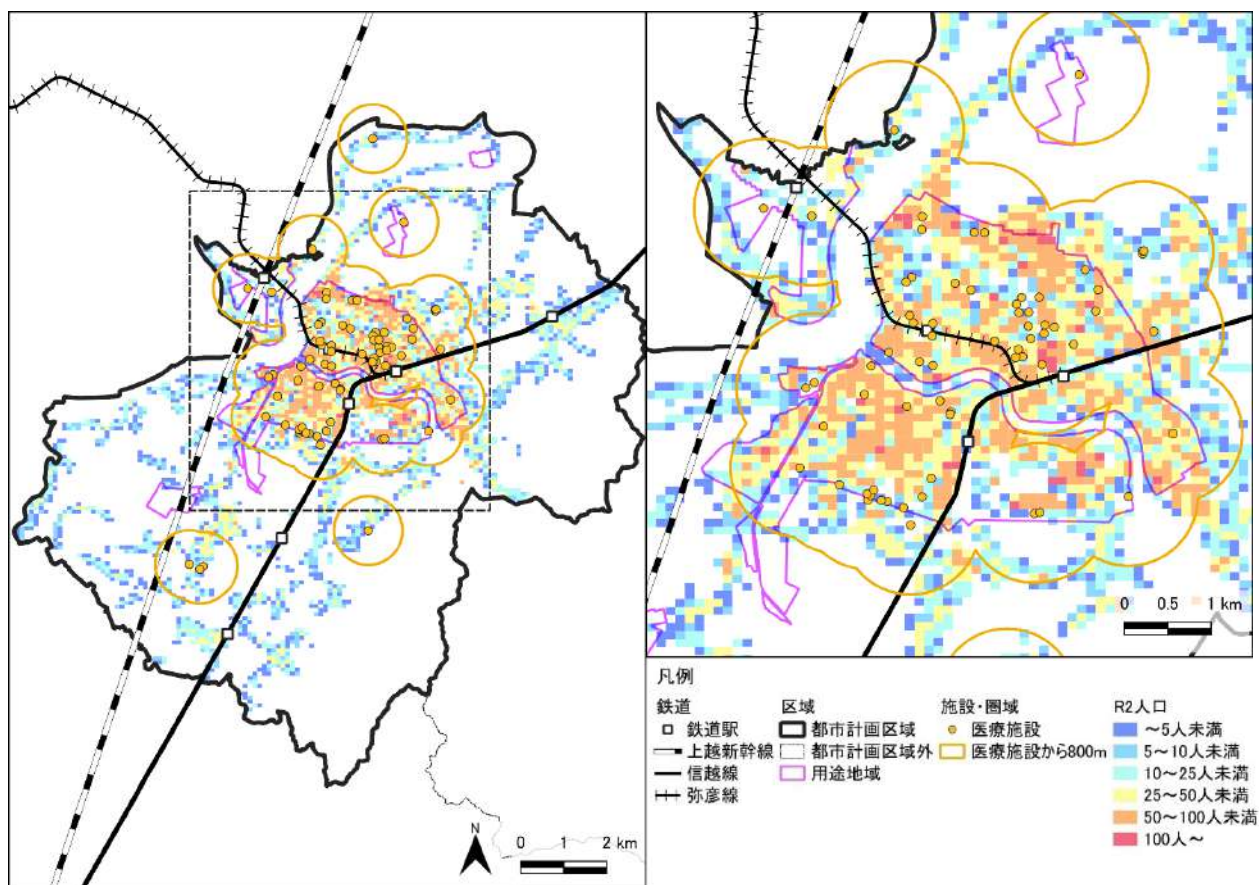 N
0 1 2 km
0 0.5 1 km
凡例
鉄道
鉄道駅
上越新幹線
信越線
弥彦線
区域
都市計画区域
都市計画区域外
用途地域
施設・圏域
医療施設
医療施設から800m
R2人口
～5人未満
5～10人未満
10～25人未満
25～50人未満
50～100人未満
100人～